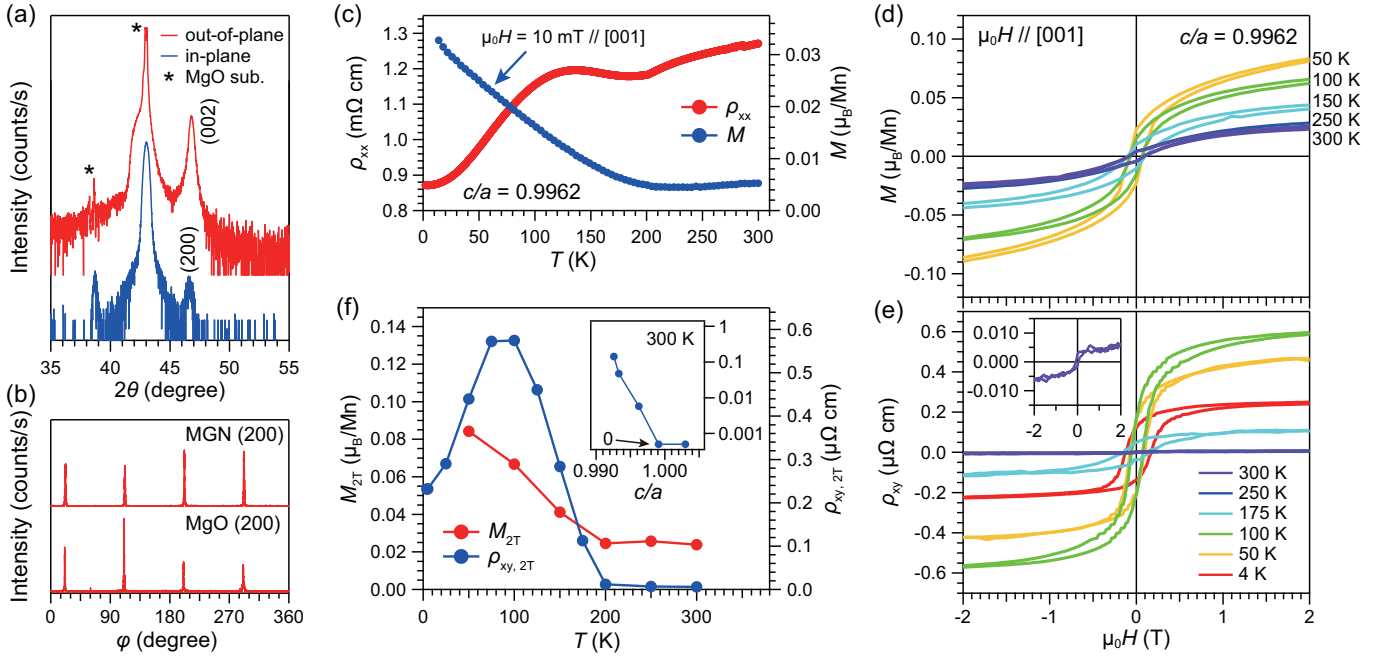 (a)
Intensity (counts/s)
*
out-of-plane
in-plane
* MgO sub.
*
(002)
(200)
35 39 43 47 51 55
2θ (degree)
(b)
Intensity (counts/s)
MGN (200)
MgO (200)
0 90 180 270 360
φ (degree)
(c)
ρxx (mΩ cm)
1.3
1.2
1.1
1.0
0.9
0.8
μ0H = 10 mT // [001]
ρxx
M
c/a = 0.9962
0.03
0.02
0.01
0.00
M (μB/Mn)
0 50 100 150 200 250 300
T (K)
(f)
M2T (μB/Mn)
0.14
0.12
0.10
0.08
0.06
0.04
0.02
0.00
300 K
1
0.1
0.01
0.001
0
0.990 1.000
c/a
M2T
ρxy, 2T
0.6
0.5
0.4
0.3
0.2
0.1
0.0
ρxy, 2T (μΩ cm)
0 100 200 300
T (K)
(d)
M (μB/Mn)
0.10
0.05
0.00
-0.05
-0.10
μ0H // [001]
c/a = 0.9962
50 K
100 K
150 K
250 K
300 K
(e)
ρxy (μΩ cm)
0.6
0.4
0.2
0.0
-0.2
-0.4
-0.6
0.010
0.000
-0.010
-2 0 2
300 K
250 K
175 K
100 K
50 K
4 K
-2 -1 0 1 2
μ0H (T)